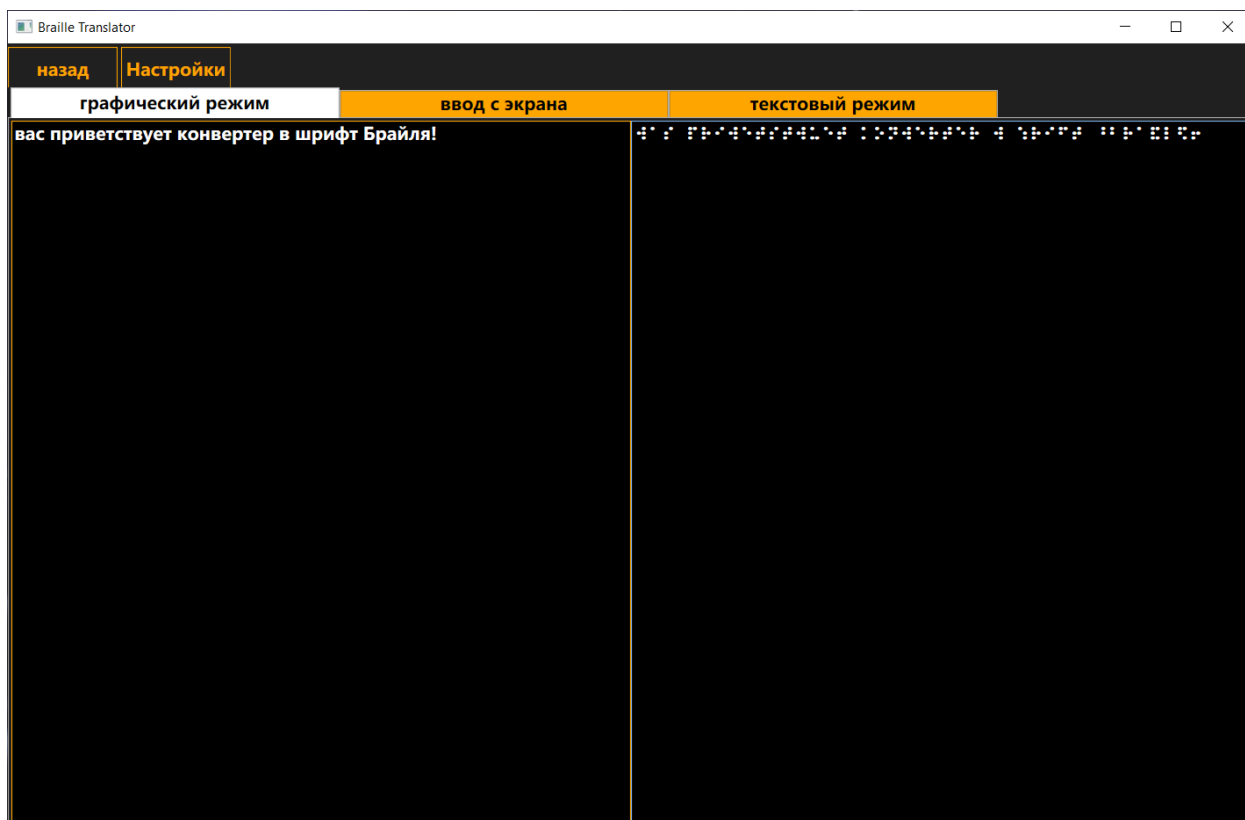 Braille Translator
назад Настройки
графический режим ввод с экрана текстовый режим
вас приветствует конвертер в шрифт Брайля! ⠺⠁⠎ ⠏⠗⠊⠺⠑⠞⠎⠞⠺⠥⠑⠞ ⠅⠕⠝⠺⠑⠗⠞⠑⠗ ⠺ ⠱⠗⠊⠋⠞ ⠘⠃⠗⠁⠯⠇⠫⠖